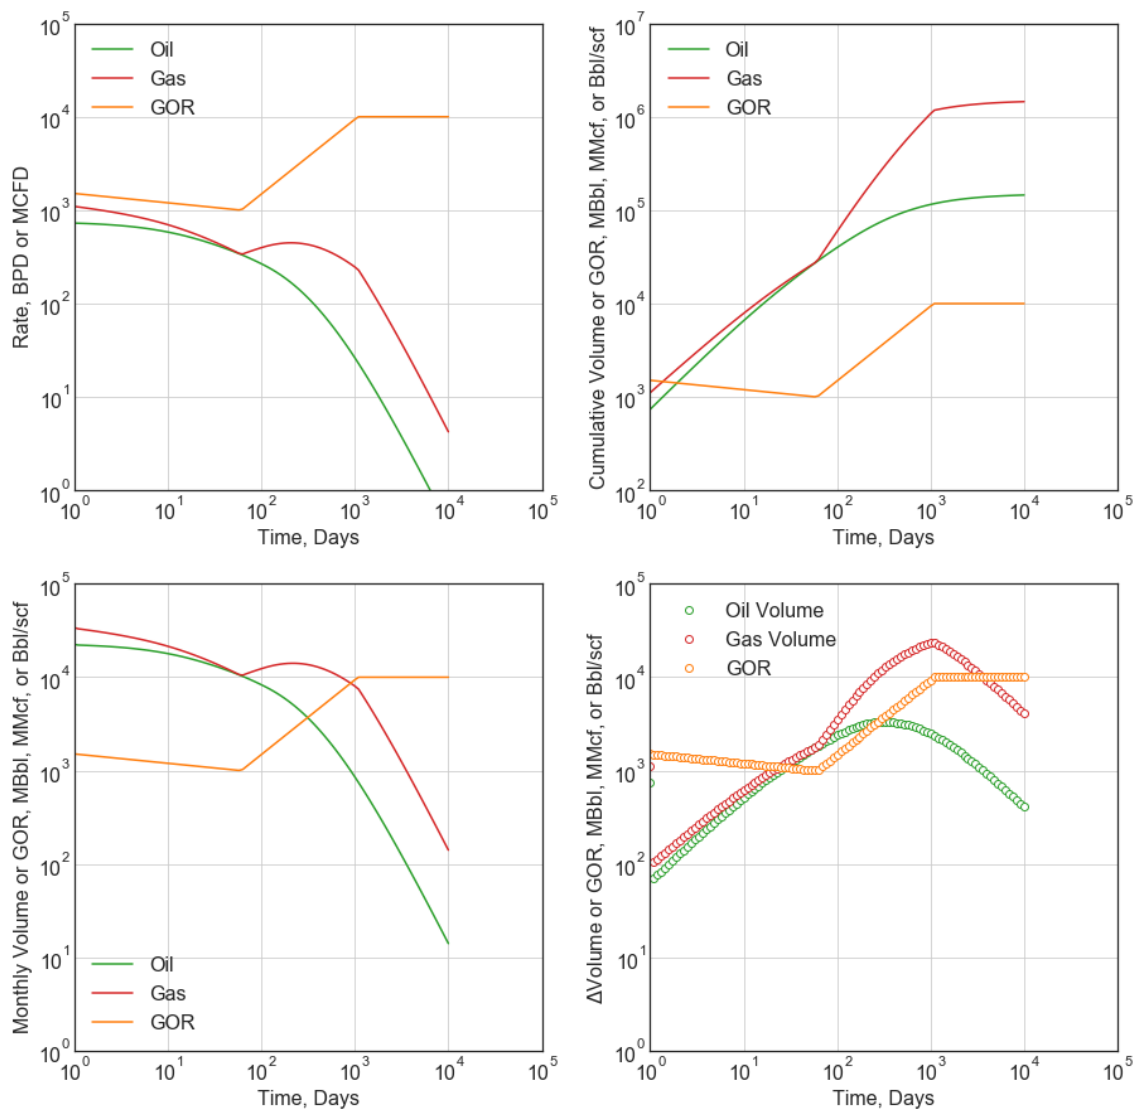 Rate, BPD or MCFD
10^5
10^4
10^3
10^2
10^1
10^0
Oil
Gas
GOR
10^0 10^1 10^2 10^3 10^4 10^5
Time, Days
Cumulative Volume or GOR, MBbl, MMcf, or Bbl/scf
10^7
10^6
10^5
10^4
10^3
10^2
Oil
Gas
GOR
10^0 10^1 10^2 10^3 10^4 10^5
Time, Days
Monthly Volume or GOR, MBbl, MMcf, or Bbl/scf
10^5
10^4
10^3
10^2
10^1
10^0
Oil
Gas
GOR
10^0 10^1 10^2 10^3 10^4 10^5
Time, Days
ΔVolume or GOR, MBbl, MMcf, or Bbl/scf
10^5
10^4
10^3
10^2
10^1
10^0
Oil Volume
Gas Volume
GOR
10^0 10^1 10^2 10^3 10^4 10^5
Time, Days